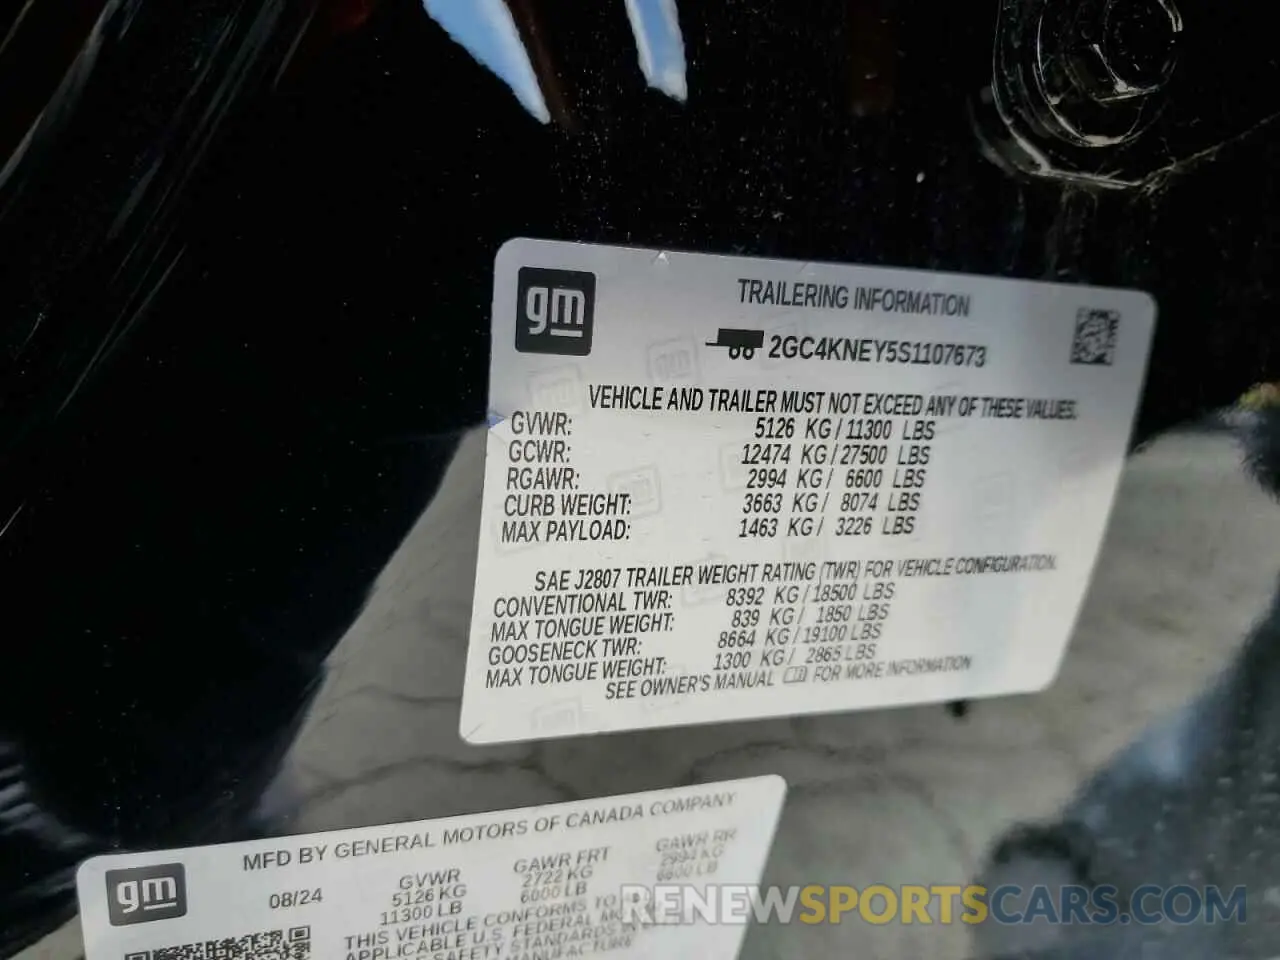 gm
TRAILERING INFORMATION
2GC4KNEY5S1107673
VEHICLE AND TRAILER MUST NOT EXCEED ANY OF THESE VALUES.
GVWR: 5126 KG / 11300 LBS
GCWR: 12474 KG / 27500 LBS
RGAWR: 2994 KG / 6600 LBS
CURB WEIGHT: 3663 KG / 8074 LBS
MAX PAYLOAD: 1463 KG / 3226 LBS
SAE J2807 TRAILER WEIGHT RATING (TWR) FOR VEHICLE CONFIGURATION.
CONVENTIONAL TWR: 8392 KG / 18500 LBS
MAX TONGUE WEIGHT: 839 KG / 1850 LBS
GOOSENECK TWR: 8664 KG / 19100 LBS
MAX TONGUE WEIGHT: 1300 KG / 2865 LBS
SEE OWNER'S MANUAL FOR MORE INFORMATION
gm
MFD BY GENERAL MOTORS OF CANADA COMPANY
08/24 GVWR GAWR FRT GAWR RR
5126 KG 2722 KG 2994 KG
11300 LB 6000 LB 6600 LB
THIS VEHICLE CONFORMS TO
APPLICABLE U.S. FEDERAL
SAFETY STANDARDS IN
RENEWSPORTSCARS.COM